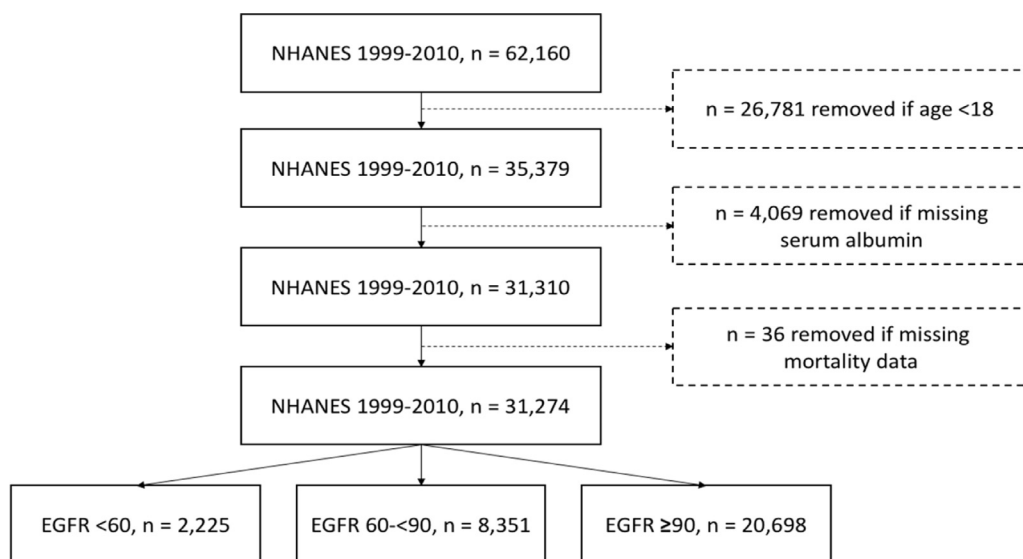 NHANES 1999-2010, n = 62,160
n = 26,781 removed if age <18
NHANES 1999-2010, n = 35,379
n = 4,069 removed if missing
serum albumin
NHANES 1999-2010, n = 31,310
n = 36 removed if missing
mortality data
NHANES 1999-2010, n = 31,274
EGFR <60, n = 2,225
EGFR 60-<90, n = 8,351
EGFR ≥90, n = 20,698